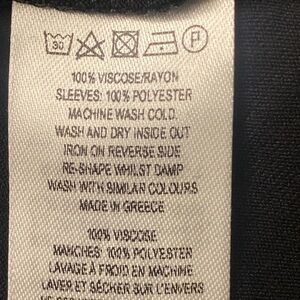 30
P
100% VISCOSE/RAYON
SLEEVES: 100% POLYESTER
MACHINE WASH COLD
WASH AND DRY INSIDE OUT
IRON ON REVERSE SIDE
RE-SHAPE WHILST DAMP
WASH WITH SIMILAR COLOURS
MADE IN GREECE
100% VISCOSE
MANCHES: 100% POLYESTER
LAVAGE À FROID EN MACHINE
LAVER ET SÉCHER SUR L'ENVERS